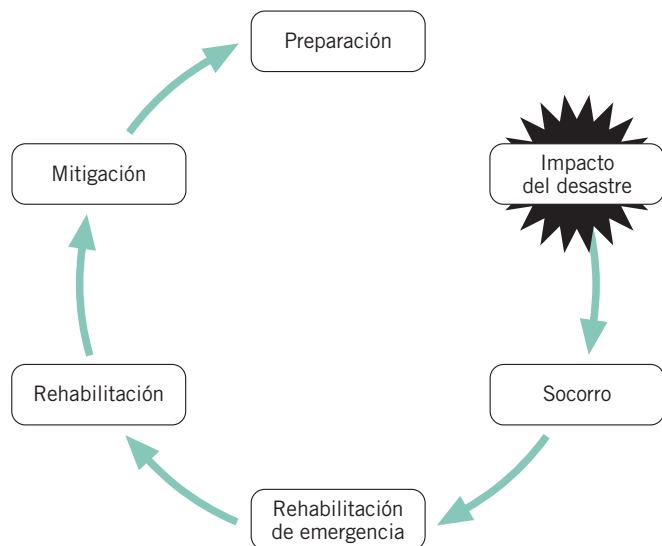 Preparación
Mitigación
Impacto
del desastre
Rehabilitación
Socorro
Rehabilitación
de emergencia